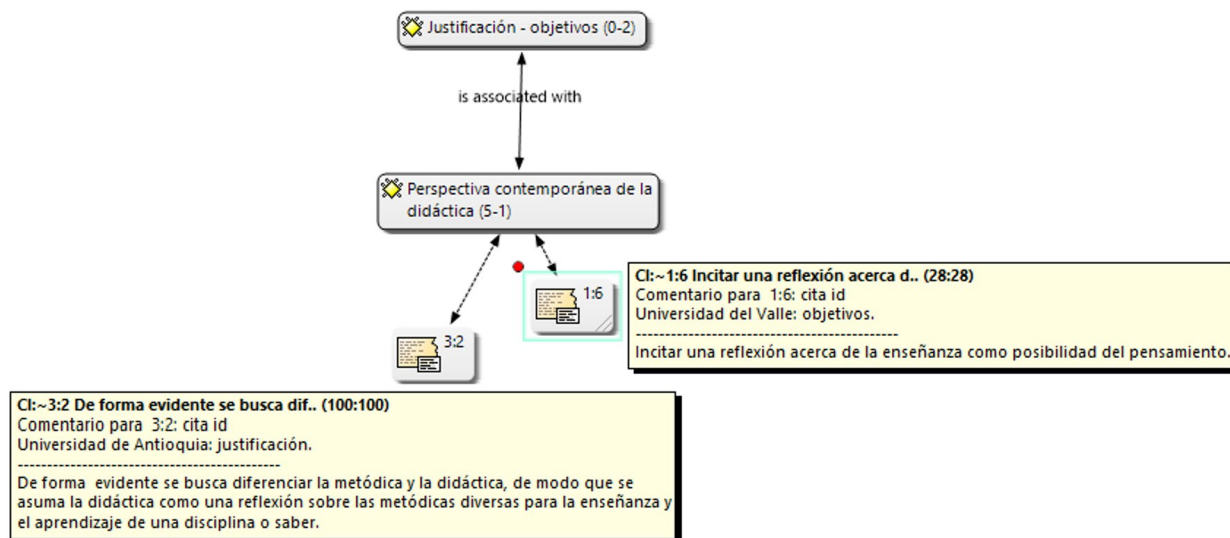 Justificación - objetivos (0-2)
is associated with
Perspectiva contemporánea de la
didáctica (5-1)
1:6
CI:~1:6 Incitar una reflexión acerca d.. (28:28)
Comentario para  1:6: cita id
Universidad del Valle: objetivos.
---------------------------------------------
Incitar una reflexión acerca de la enseñanza como posibilidad del pensamiento.
3:2
CI:~3:2 De forma evidente se busca dif.. (100:100)
Comentario para  3:2: cita id
Universidad de Antioquia: justificación.
---------------------------------------------
De forma  evidente se busca diferenciar la metódica y la didáctica, de modo que se
asuma la didáctica como una reflexión sobre las metódicas diversas para la enseñanza y
el aprendizaje de una disciplina o saber.